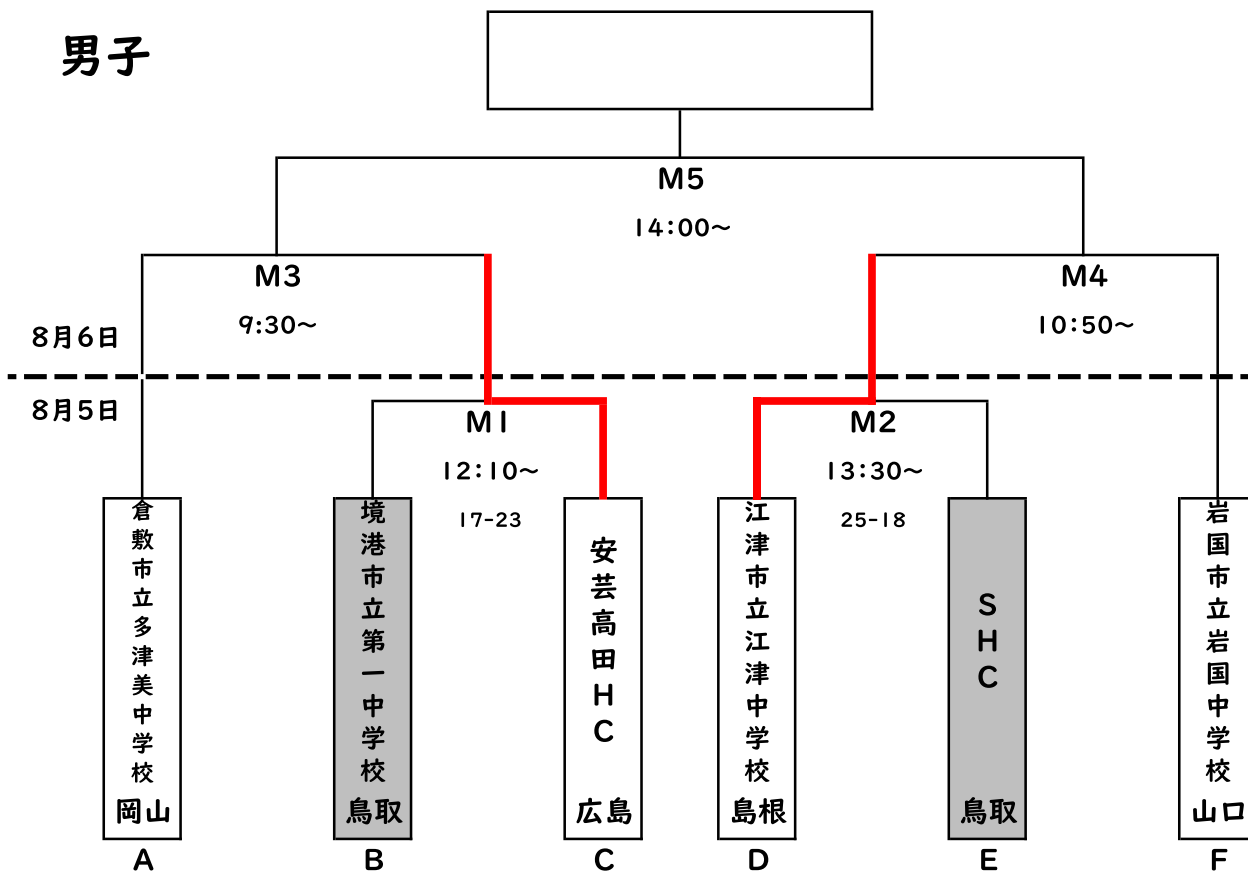 男子
M5
14:00～
M3
M4
9:30～
10:50～
8月6日
8月5日
M1
M2
12:10～
13:30～
17-23
25-18
倉敷市立多津美中学校
岡山
境港市立第一中学校
鳥取
安芸高田HC
広島
江津市立江津中学校
島根
SHC
鳥取
岩国市立岩国中学校
山口
A
B
C
D
E
F